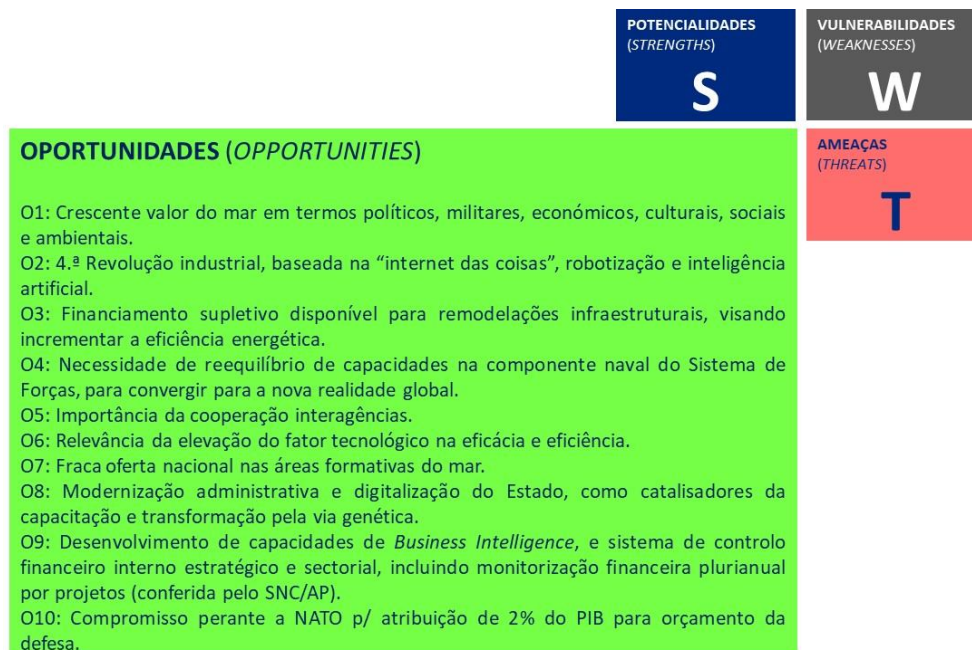 POTENCIALIDADES
(STRENGTHS)
S
VULNERABILIDADES
(WEAKNESSES)
W
OPORTUNIDADES (OPPORTUNITIES)
AMEAÇAS
(THREATS)
T
O1: Crescente valor do mar em termos políticos, militares, económicos, culturais, sociais
e ambientais.
O2: 4.ª Revolução industrial, baseada na “internet das coisas”, robotização e inteligência
artificial.
O3: Financiamento supletivo disponível para remodelações infraestruturais, visando
incrementar a eficiência energética.
O4: Necessidade de reequilíbrio de capacidades na componente naval do Sistema de
Forças, para convergir para a nova realidade global.
O5: Importância da cooperação interagências.
O6: Relevância da elevação do fator tecnológico na eficácia e eficiência.
O7: Fraca oferta nacional nas áreas formativas do mar.
O8: Modernização administrativa e digitalização do Estado, como catalisadores da
capacitação e transformação pela via genética.
O9: Desenvolvimento de capacidades de Business Intelligence, e sistema de controlo
financeiro interno estratégico e sectorial, incluindo monitorização financeira plurianual
por projetos (conferida pelo SNC/AP).
O10: Compromisso perante a NATO p/ atribuição de 2% do PIB para orçamento da
defesa.